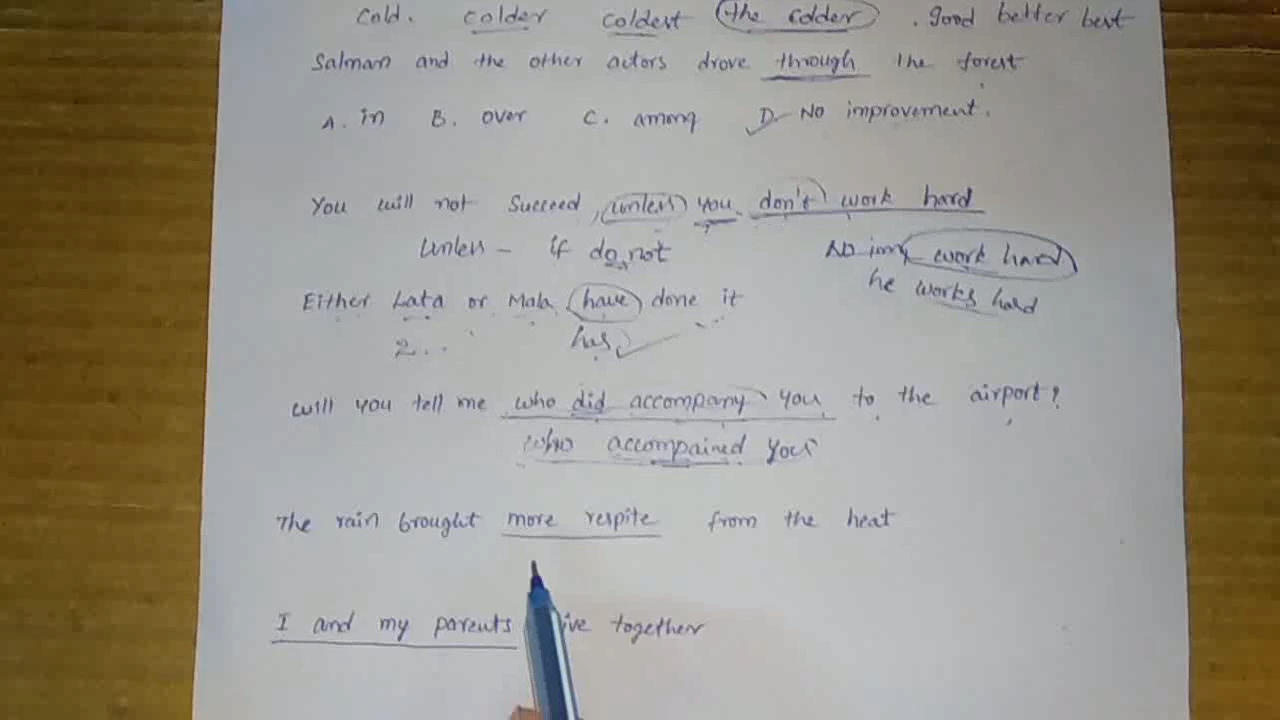 cold. colder coldest the colder . Good better best
Salman and the other actors drove through the forest
A. in B. over C. among D. No improvement.
You will not Succeed, unless you don't work hard
Unless - if do not
No imp work hard
he works hard
Either Lata or Mala have done it
2... has
Will you tell me who did accompany you to the airport?
who accompained you
The rain brought more respite from the heat
I and my parents ive together